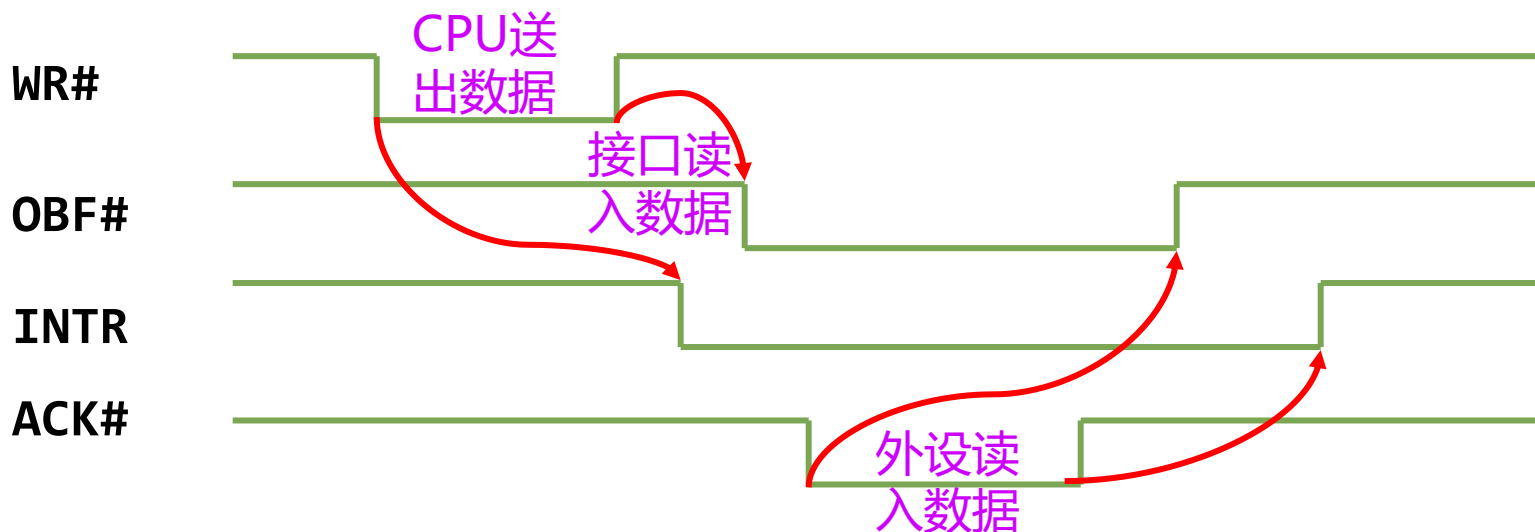 CPU送
出数据
WR#
接口读
入数据
OBF#
INTR
ACK#
外设读
入数据